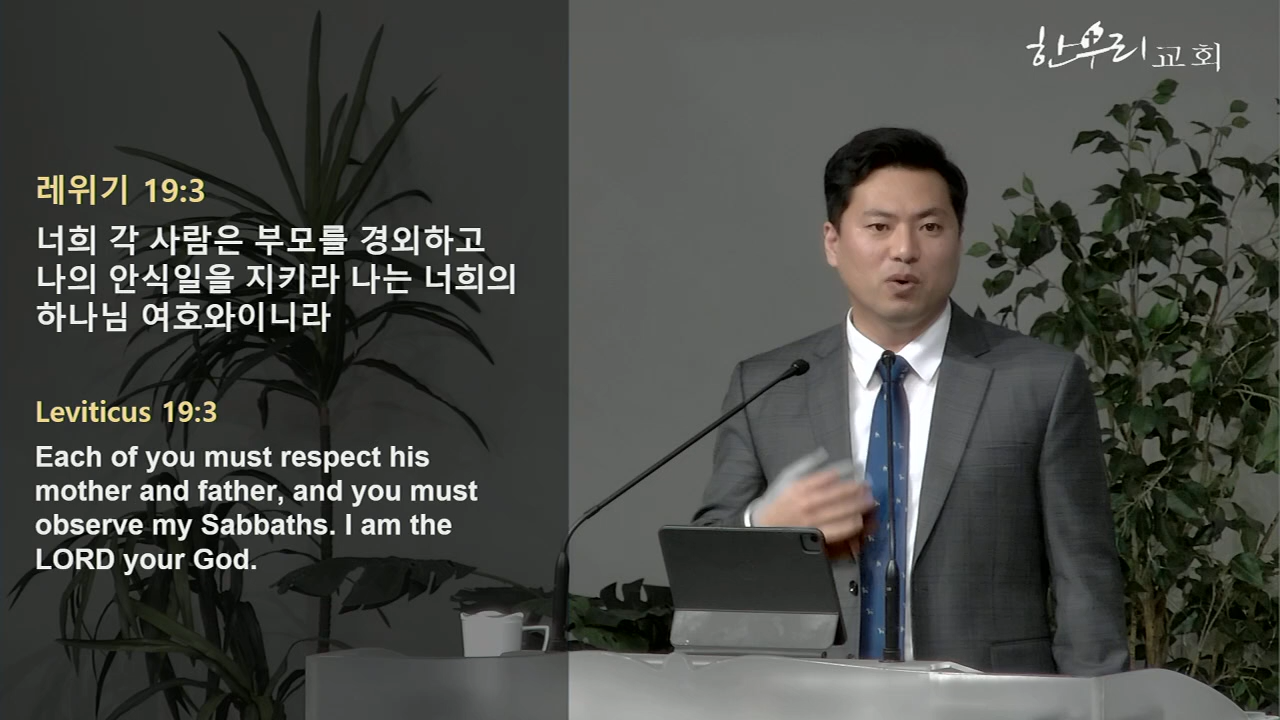 한우리교회
레위기 19:3
너희 각 사람은 부모를 경외하고
나의 안식일을 지키라 나는 너희의
하나님 여호와이니라
Leviticus 19:3
Each of you must respect his
mother and father, and you must
observe my Sabbaths. I am the
LORD your God.